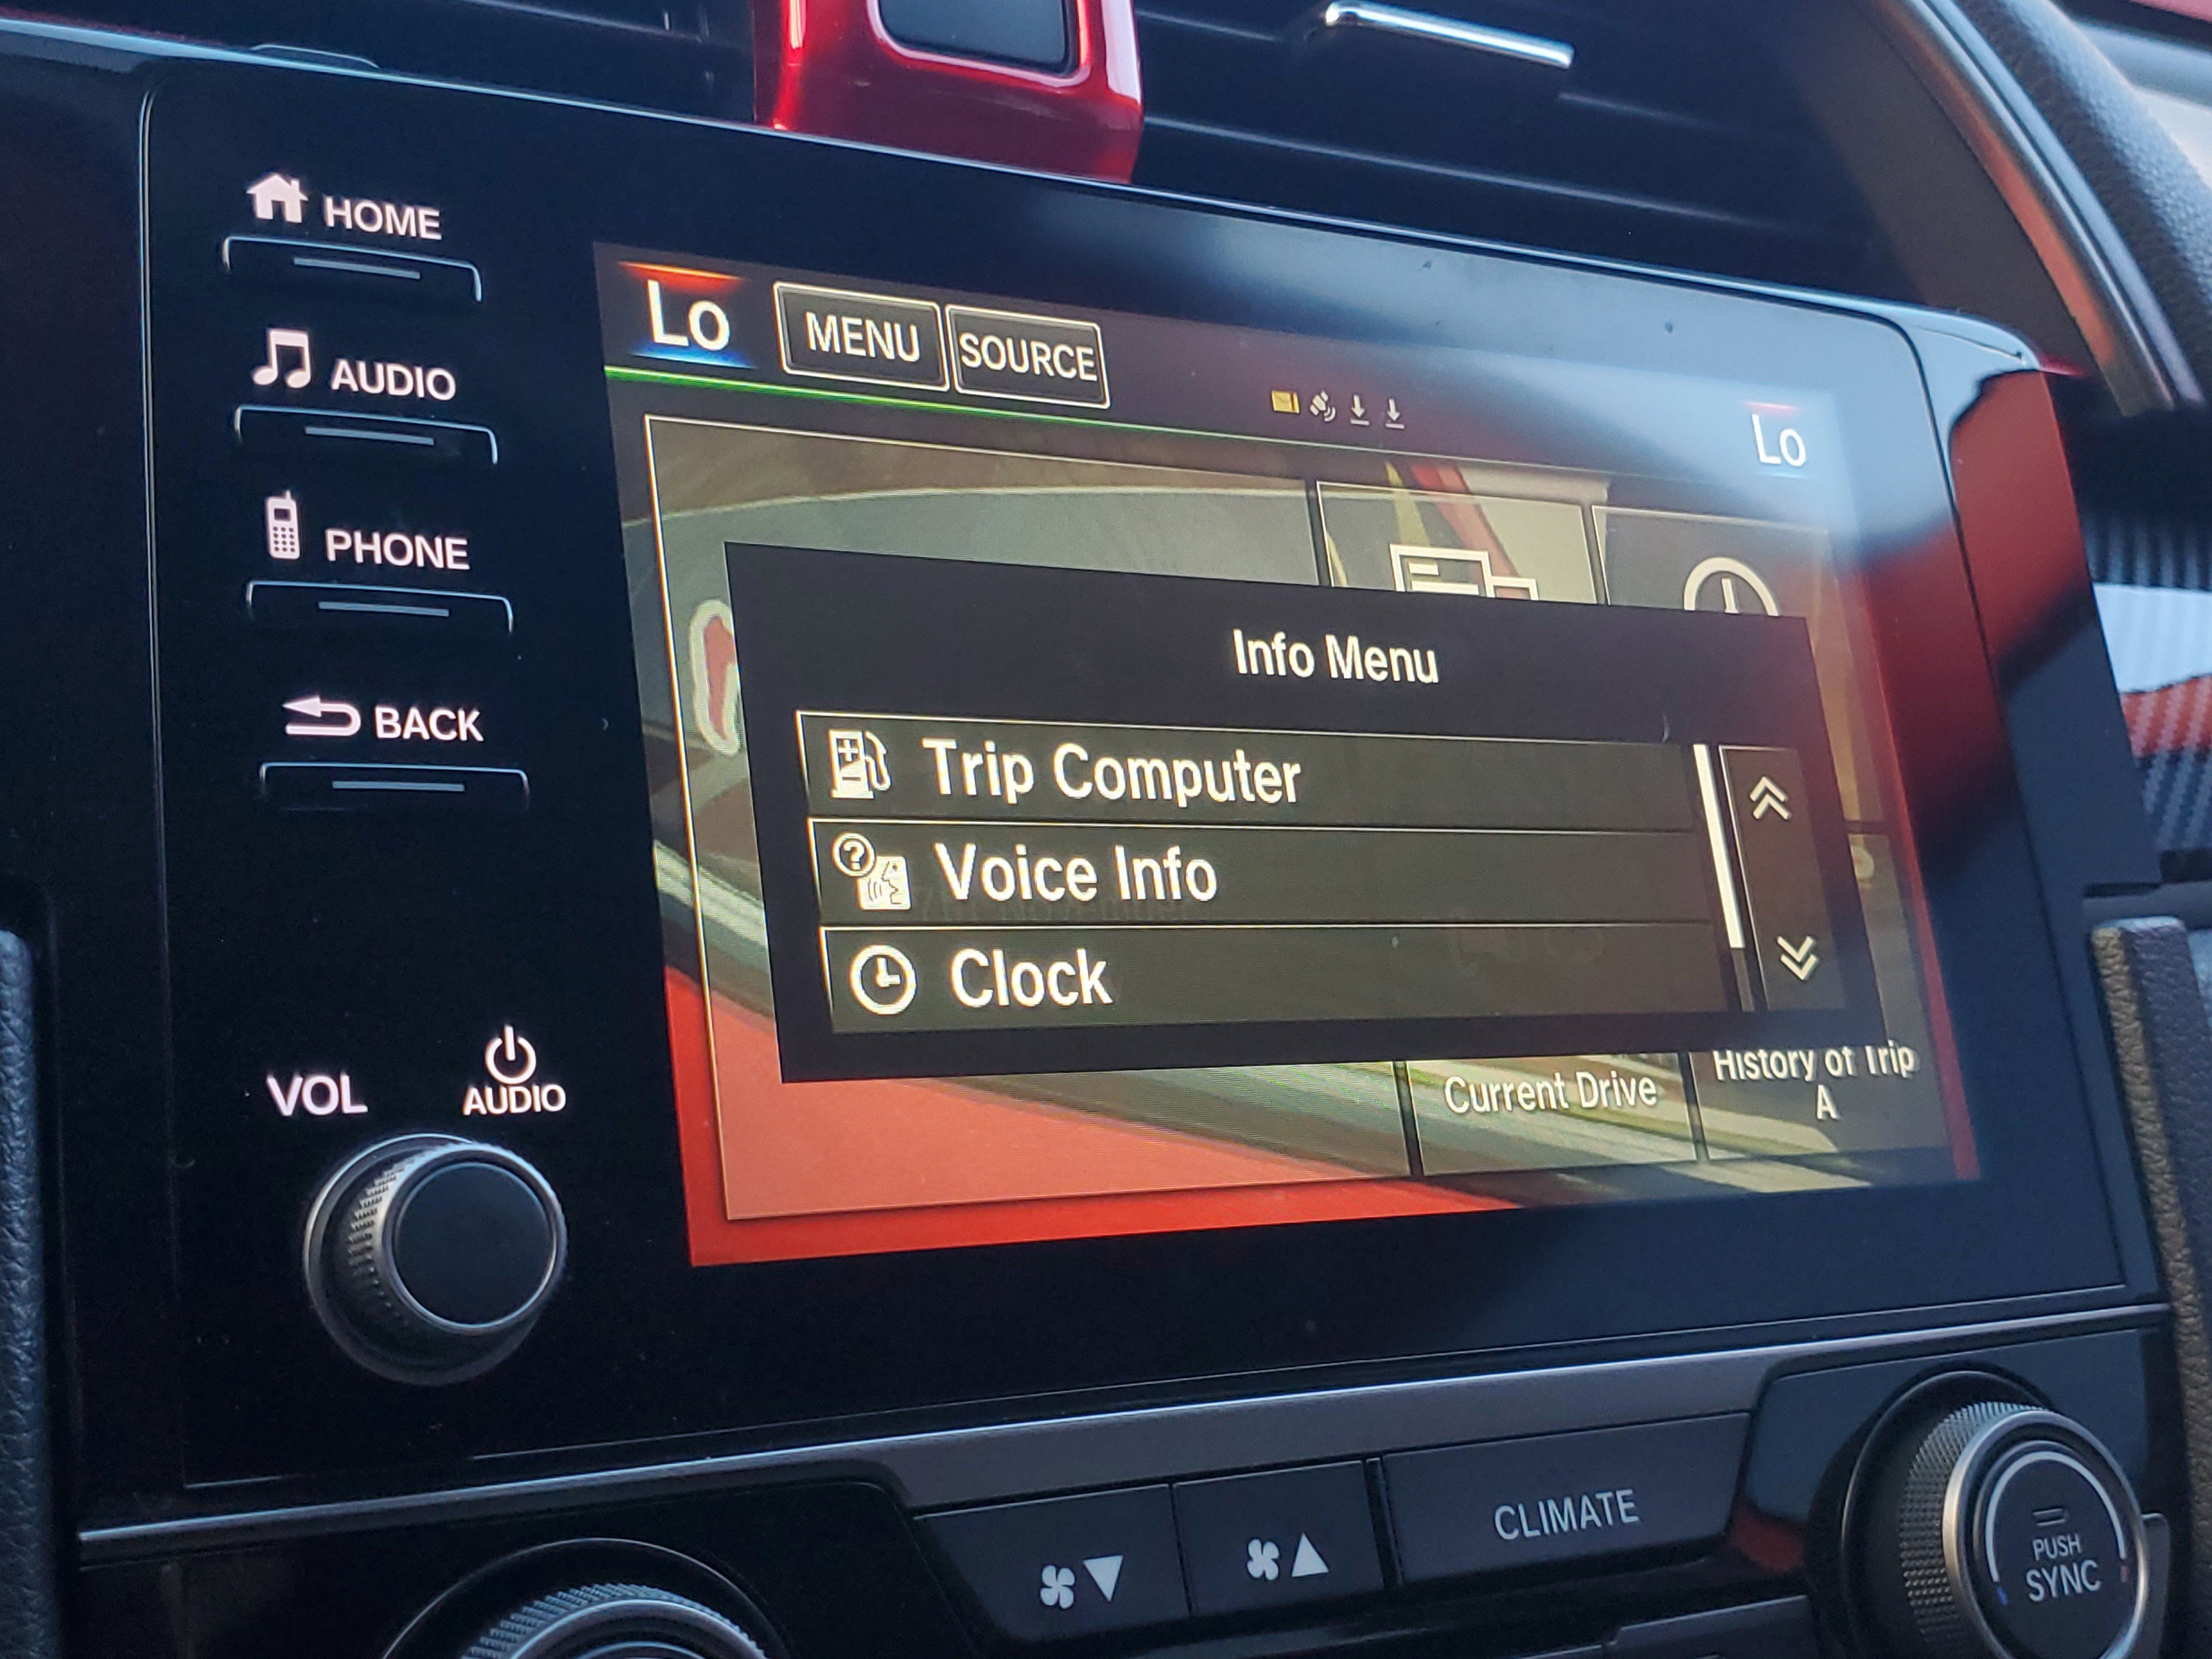 HOME
AUDIO
PHONE
BACK
VOL
AUDIO
Lo
MENU
SOURCE
Lo
Info Menu
Trip Computer
Voice Info
Clock
Current Drive
History of Trip
A
CLIMATE
PUSH
SYNC